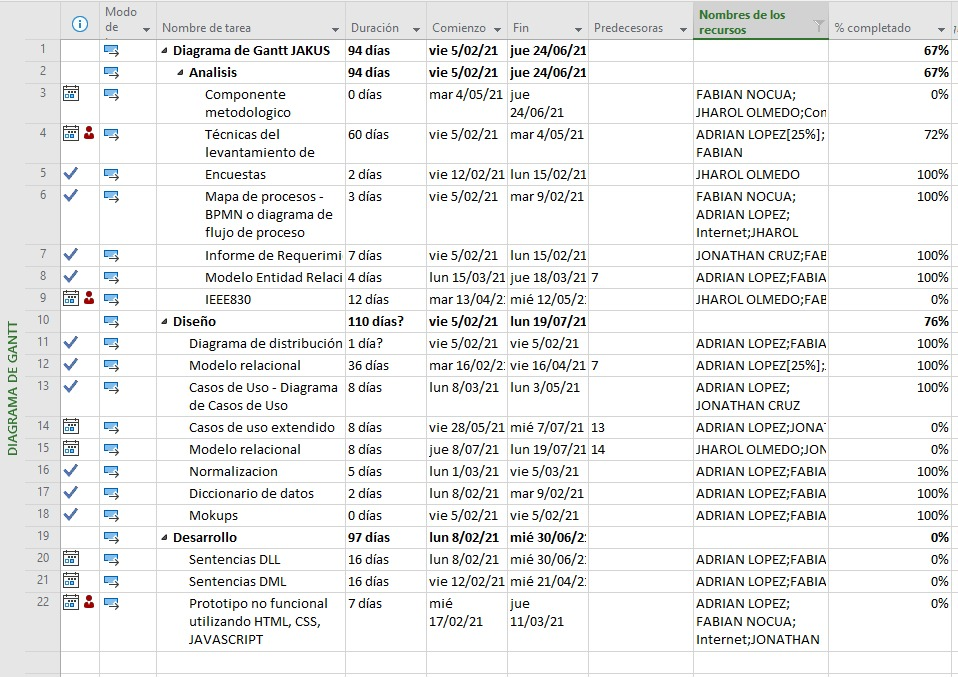 Modo de
Nombre de tarea
Duración
Comienzo
Fin
Predecesoras
Nombres de los recursos
% completado
1 Diagrama de Gantt JAKUS 94 días vie 5/02/21 jue 24/06/21 67%
2 Analisis 94 días vie 5/02/21 jue 24/06/21 67%
3 Componente metodologico 0 días mar 4/05/21 jue 24/06/21 FABIAN NOCUA; JHAROL OLMEDO;Con 0%
4 Técnicas del levantamiento de 60 días vie 5/02/21 mar 4/05/21 ADRIAN LOPEZ[25%]; FABIAN 72%
5 Encuestas 2 días vie 12/02/21 lun 15/02/21 JHAROL OLMEDO 100%
6 Mapa de procesos - BPMN o diagrama de flujo de proceso 3 días vie 5/02/21 mar 9/02/21 FABIAN NOCUA; ADRIAN LOPEZ; Internet;JHAROL 100%
7 Informe de Requerimi 7 días vie 5/02/21 lun 15/02/21 JONATHAN CRUZ;FAB 100%
8 Modelo Entidad Relaci 4 días lun 15/03/21 jue 18/03/21 7 ADRIAN LOPEZ;FABIA 100%
9 IEEE830 12 días mar 13/04/2 mié 12/05/2 JHAROL OLMEDO;FAB 0%
10 Diseño 110 días? vie 5/02/21 lun 19/07/21 76%
11 Diagrama de distribución 1 día? vie 5/02/21 vie 5/02/21 ADRIAN LOPEZ;FABIA 100%
12 Modelo relacional 36 días mar 16/02/2 vie 16/04/21 7 ADRIAN LOPEZ[25%]; 100%
13 Casos de Uso - Diagrama de Casos de Uso 8 días lun 8/03/21 lun 3/05/21 ADRIAN LOPEZ; JONATHAN CRUZ 100%
14 Casos de uso extendido 8 días vie 28/05/21 mié 7/07/21 13 ADRIAN LOPEZ;JONA 0%
15 Modelo relacional 8 días jue 8/07/21 lun 19/07/21 14 JHAROL OLMEDO;JON 0%
16 Normalizacion 5 días lun 1/03/21 vie 5/03/21 ADRIAN LOPEZ;FABIA 100%
17 Diccionario de datos 2 días lun 8/02/21 mar 9/02/21 ADRIAN LOPEZ;FABIA 100%
18 Mokups 0 días vie 5/02/21 vie 5/02/21 ADRIAN LOPEZ;FABIA 100%
19 Desarrollo 97 días lun 8/02/21 mié 30/06/2 0%
20 Sentencias DLL 16 días lun 8/02/21 mié 30/06/2 ADRIAN LOPEZ;FABIA 0%
21 Sentencias DML 16 días vie 12/02/21 mié 21/04/2 ADRIAN LOPEZ;FABIA 0%
22 Prototipo no funcional utilizando HTML, CSS, JAVASCRIPT 7 días mié 17/02/21 jue 11/03/21 ADRIAN LOPEZ; FABIAN NOCUA; Internet;JONATHAN 0%
DIAGRAMA DE GANTT